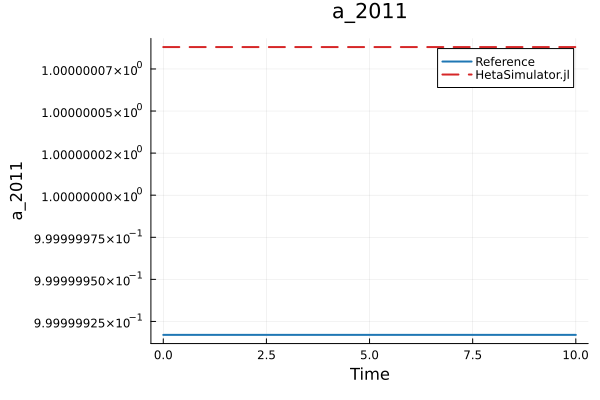 a_2011
Reference
HetaSimulator.jl
1.00000007×10⁰
1.00000005×10⁰
1.00000002×10⁰
1.00000000×10⁰
9.99999975×10⁻¹
9.99999950×10⁻¹
9.99999925×10⁻¹
a_2011
0.0 2.5 5.0 7.5 10.0
Time